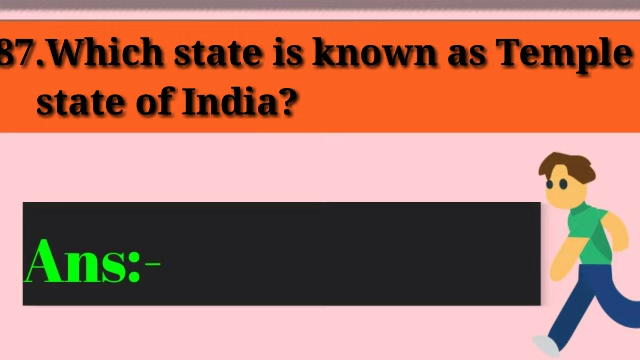 87.Which state is known as Temple
state of India?
Ans:-